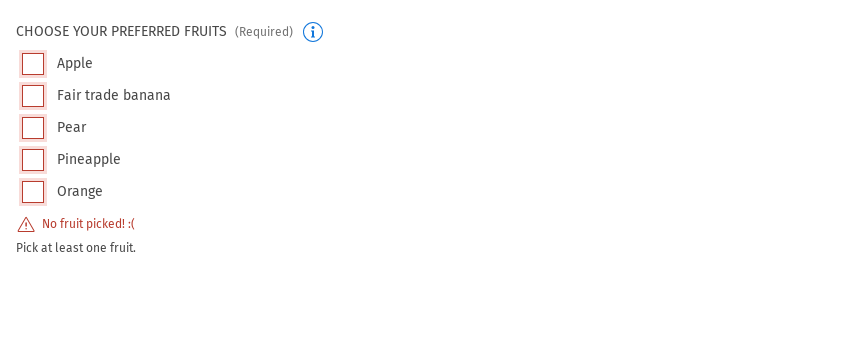 CHOOSE YOUR PREFERRED FRUITS (Required)
Apple
Fair trade banana
Pear
Pineapple
Orange
No fruit picked! :(
Pick at least one fruit.